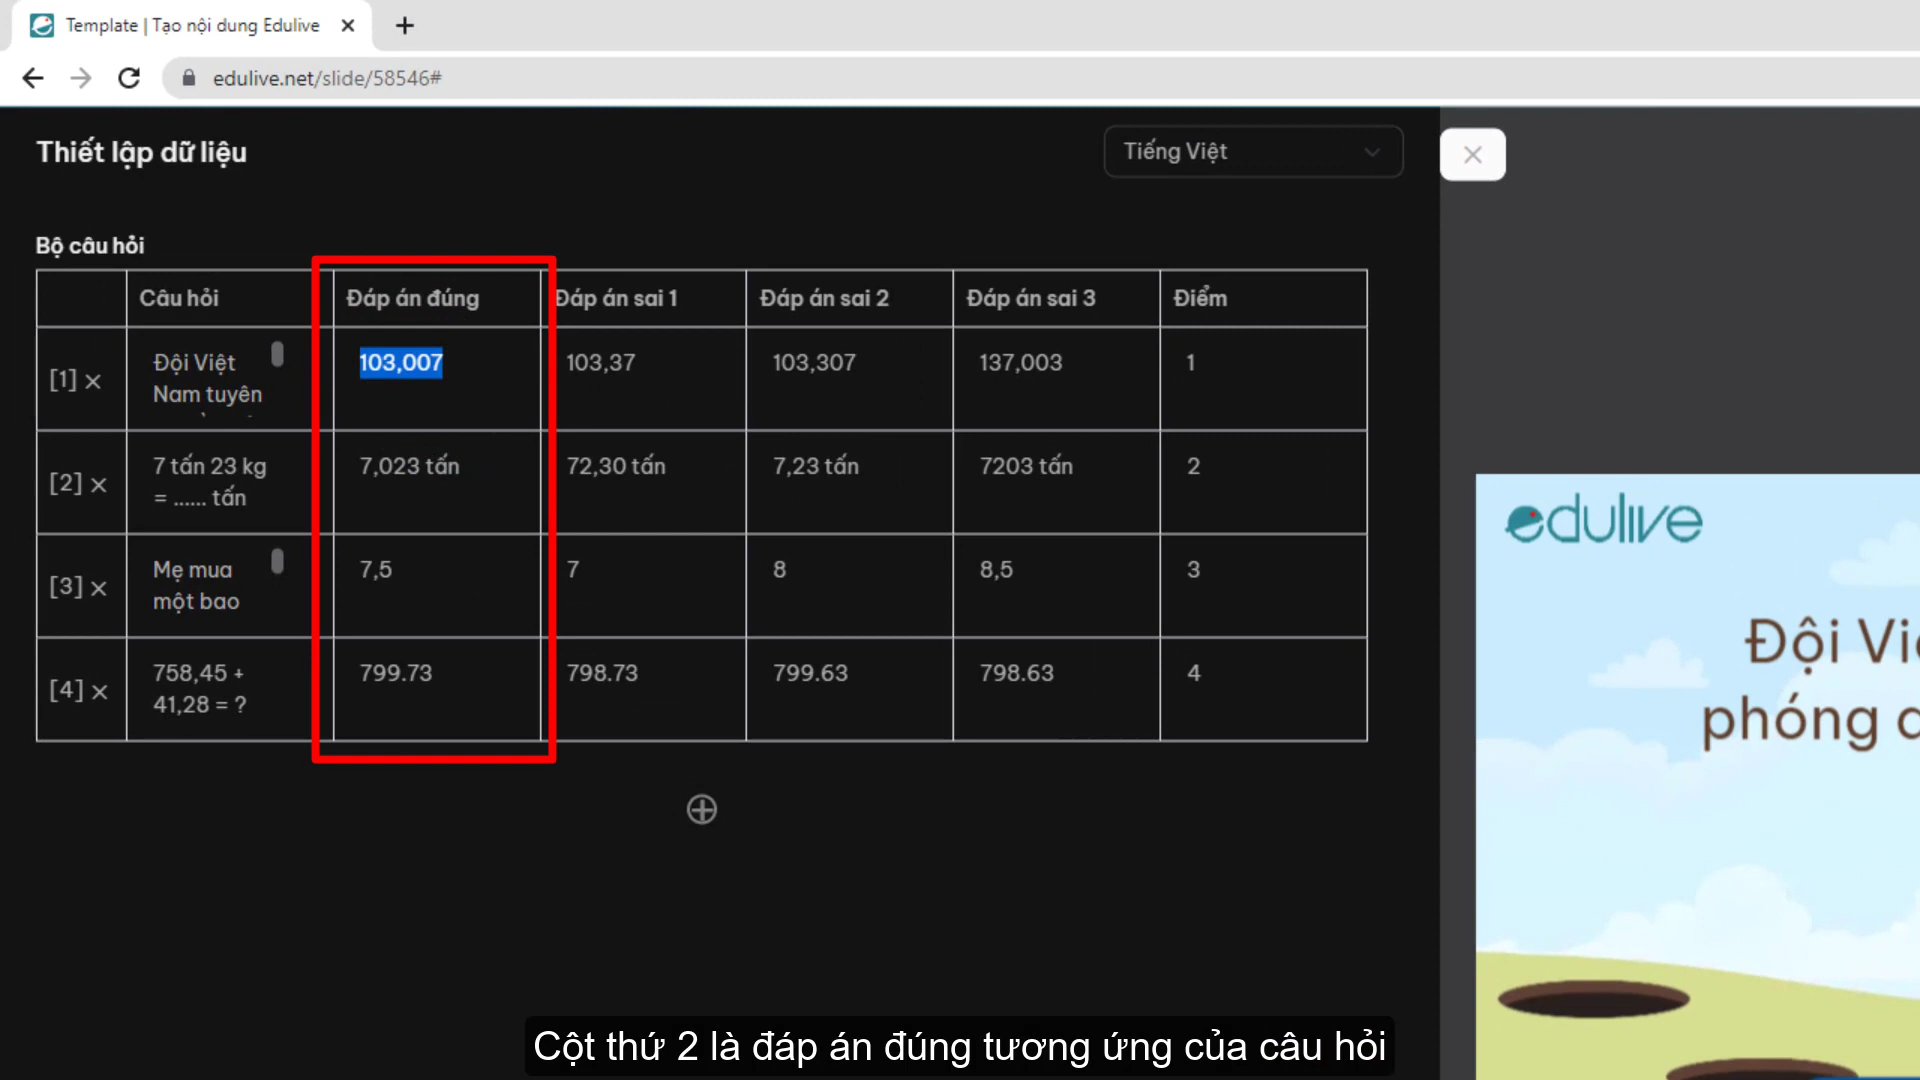 Template | Tạo nội dung Edulive
edulive.net/slide/58546#
Thiết lập dữ liệu
Tiếng Việt
Bộ câu hỏi
Câu hỏi Đáp án đúng Đáp án sai 1 Đáp án sai 2 Đáp án sai 3 Điểm
[1] × Đội Việt 103,007 103,37 103,307 137,003 1
Nam tuyên
[2] × 7 tấn 23 kg 7,023 tấn 72,30 tấn 7,23 tấn 7203 tấn 2
= ...... tấn
[3] × Mẹ mua 7,5 7 8 8,5 3
một bao
[4] × 758,45 + 799.73 798.73 799.63 798.63 4
41,28 = ?
edulive
Đội Vi
phóng
Cột thứ 2 là đáp án đúng tương ứng của câu hỏi